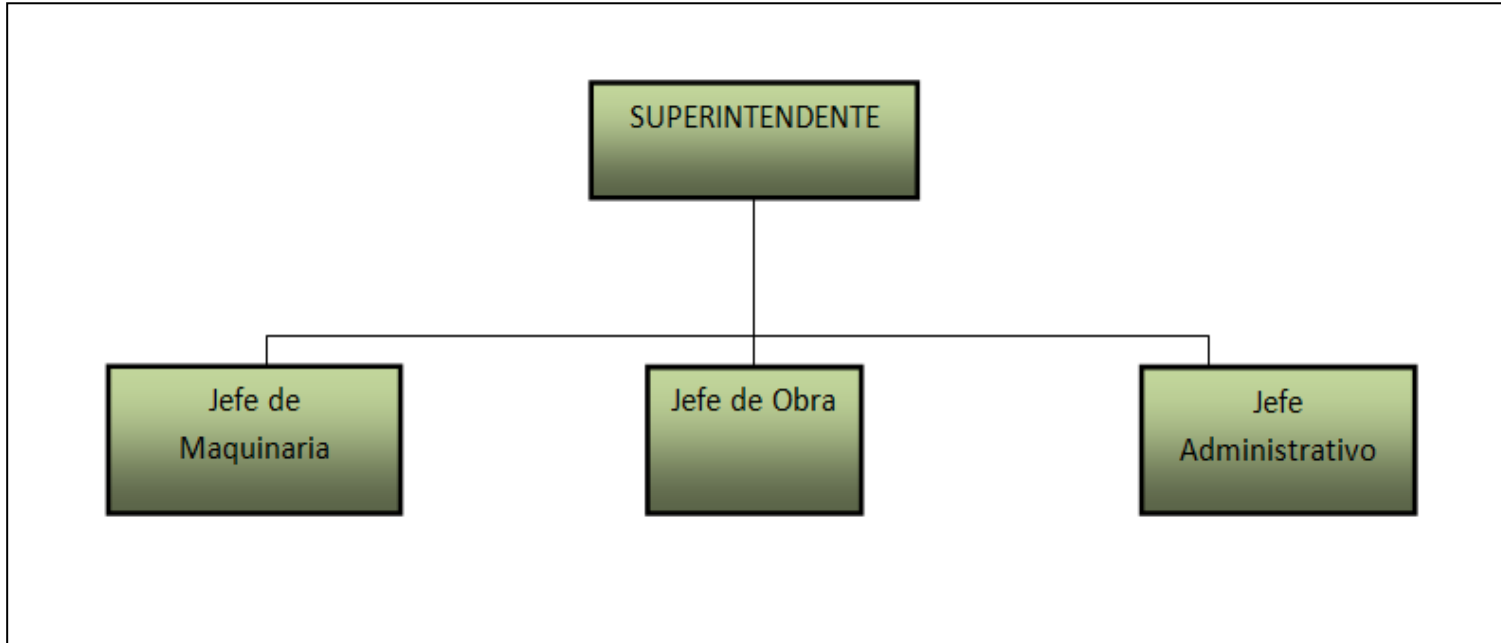 SUPERINTENDENTE
Jefe de
Maquinaria
Jefe de Obra
Jefe
Administrativo